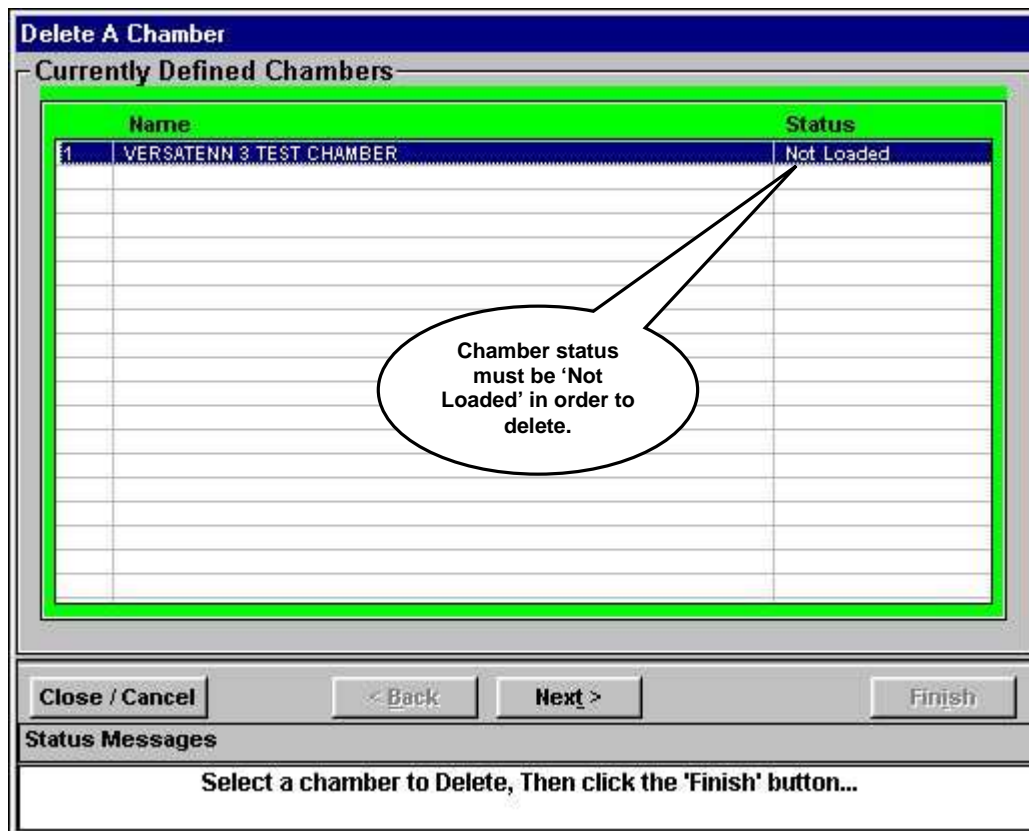 Delete A Chamber
Currently Defined Chambers
Name Status
1 VERSATENN 3 TEST CHAMBER Not Loaded
Chamber status
must be ‘Not
Loaded’ in order to
delete.
Close / Cancel < Back Next > Finish
Status Messages
Select a chamber to Delete, Then click the 'Finish' button...